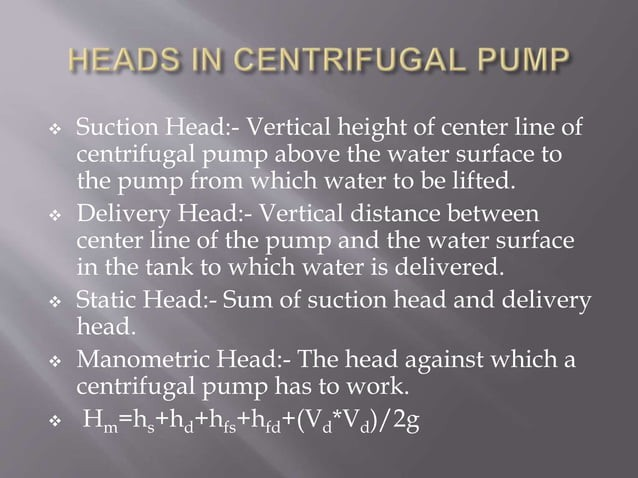 HEADS IN CENTRIFUGAL PUMP
❖ Suction Head:- Vertical height of center line of
centrifugal pump above the water surface to
the pump from which water to be lifted.
❖ Delivery Head:- Vertical distance between
center line of the pump and the water surface
in the tank to which water is delivered.
❖ Static Head:- Sum of suction head and delivery
head.
❖ Manometric Head:- The head against which a
centrifugal pump has to work.
❖ Hm=hs+hd+hfs+hfd+(Vd*Vd)/2g